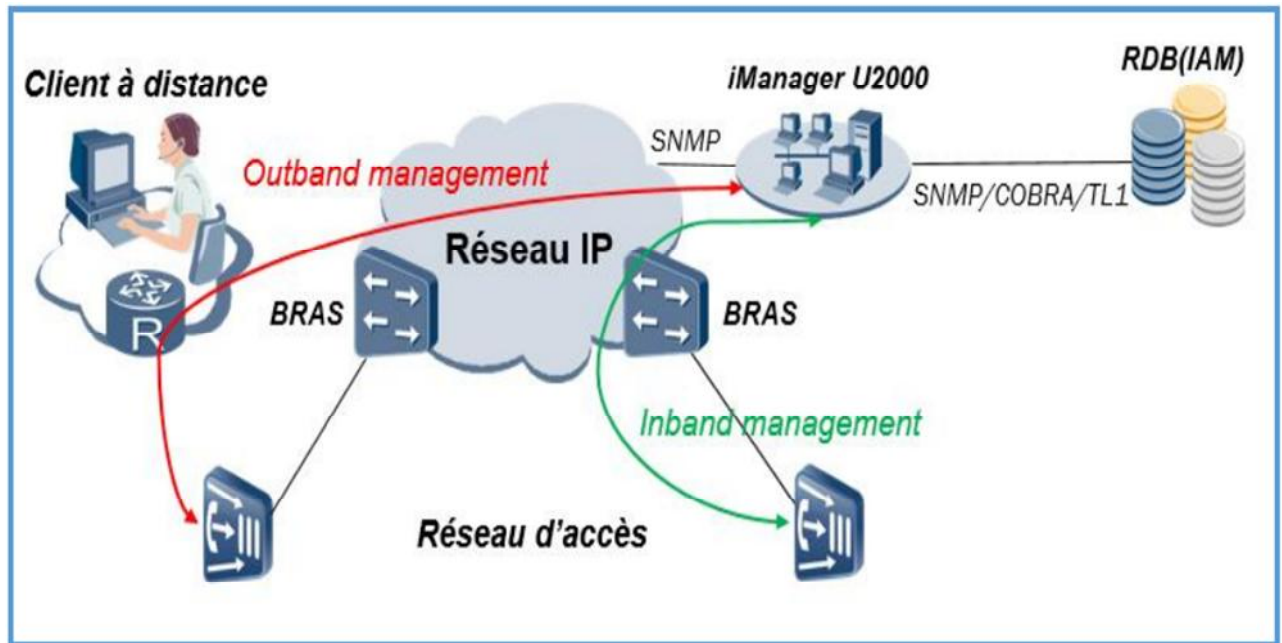 Client à distance
iManager U2000
RDB(IAM)
SNMP
Outband management
SNMP/COBRA/TL1
Réseau IP
BRAS
BRAS
R
Inband management
Réseau d'accès